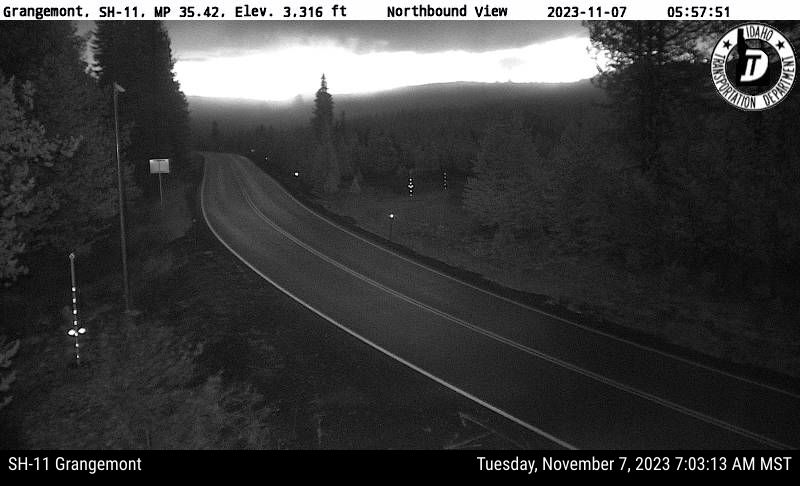 Grangemont, SH-11, MP 35.42, Elev. 3,316 ft Northbound View 2023-11-07 05:57:51
IDAHO
TRANSPORTATION DEPARTMENT
SH-11 Grangemont Tuesday, November 7, 2023 7:03:13 AM MST